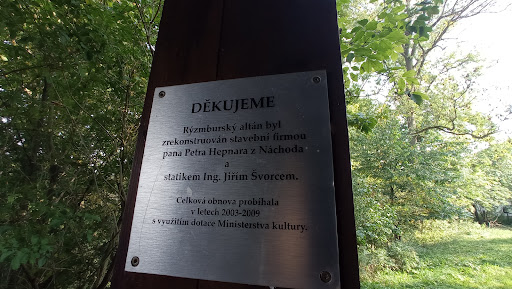 DĚKUJEME
Rýzmburský altán byl
zrekonstruován stavební firmou
pana Petra Hepnara z Náchoda
a
statikem Ing. Jiřím Švorcem.
Celková obnova probíhala
v letech 2003-2009
s využitím dotace Ministerstva kultury.